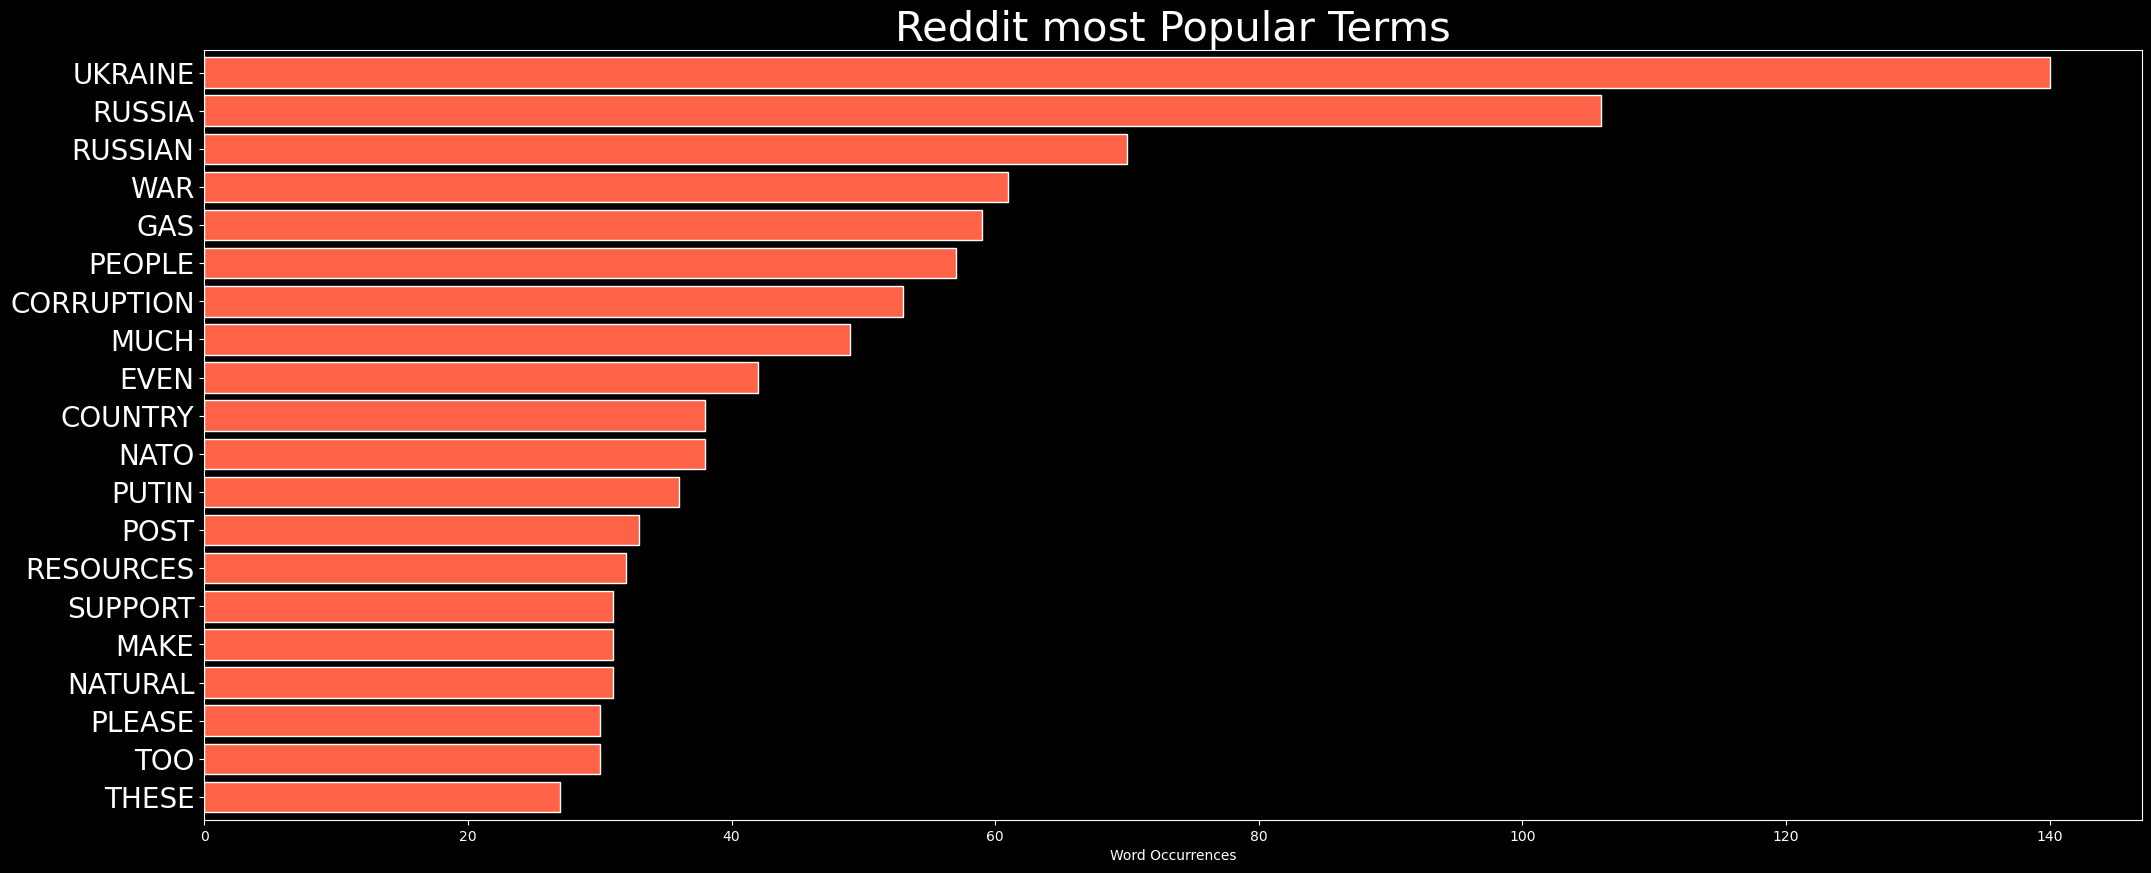 Reddit most Popular Terms
UKRAINE
RUSSIA
RUSSIAN
WAR
GAS
PEOPLE
CORRUPTION
MUCH
EVEN
COUNTRY
NATO
PUTIN
POST
RESOURCES
SUPPORT
MAKE
NATURAL
PLEASE
TOO
THESE
0 20 40 60 80 100 120 140
Word Occurrences